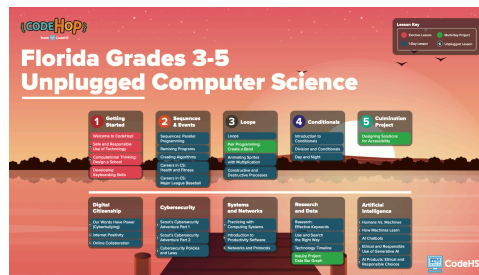 {CODEHOP}
from CodeHS
Lesson Key
Elective Lesson
Multi-Day Project
1-Day Lesson
Unplugged Lesson
Florida Grades 3-5
Unplugged Computer Science
1 Getting Started
Welcome to CodeHop!
Safe and Responsible
Use of Technology
Computational Thinking:
Design a School
Developing
Keyboarding Skills
2 Sequences & Events
Sequences: Parallel
Programming
Remixing Programs
Creating Algorithms
Careers in CS:
Health and Fitness
Careers in CS:
Major League Baseball
3 Loops
Loops
Pair Programming:
Create a Band
Animating Sprites
with Multiplication
Constructive and
Destructive Processes
4 Conditionals
Introduction to
Conditionals
Division and Conditionals
Day and Night
5 Culmination Project
Designing Solutions
for Accessibility
Digital
Citizenship
Our Words Have Power
(Cyberbullying)
Internet Positivity
Online Collaboration
Cybersecurity
Scout's Cybersecurity
Adventure Part 1
Scout's Cybersecurity
Adventure Part 2
Cybersecurity Policies
and Laws
Systems
and Networks
Practicing with
Computing Systems
Introduction to
Productivity Software
Networks and Protocols
Research
and Data
Research:
Effective Keywords
Use and Search
the Right Way
Technology Timeline
Inquiry Project:
Data Bar Graph
Artificial
Intelligence
Humans Vs. Machines
How Machines Learn
AI Chatbots
Ethical and Responsible
Use of Generative AI
AI Products: Ethical and
Responsible Choices
CodeHS